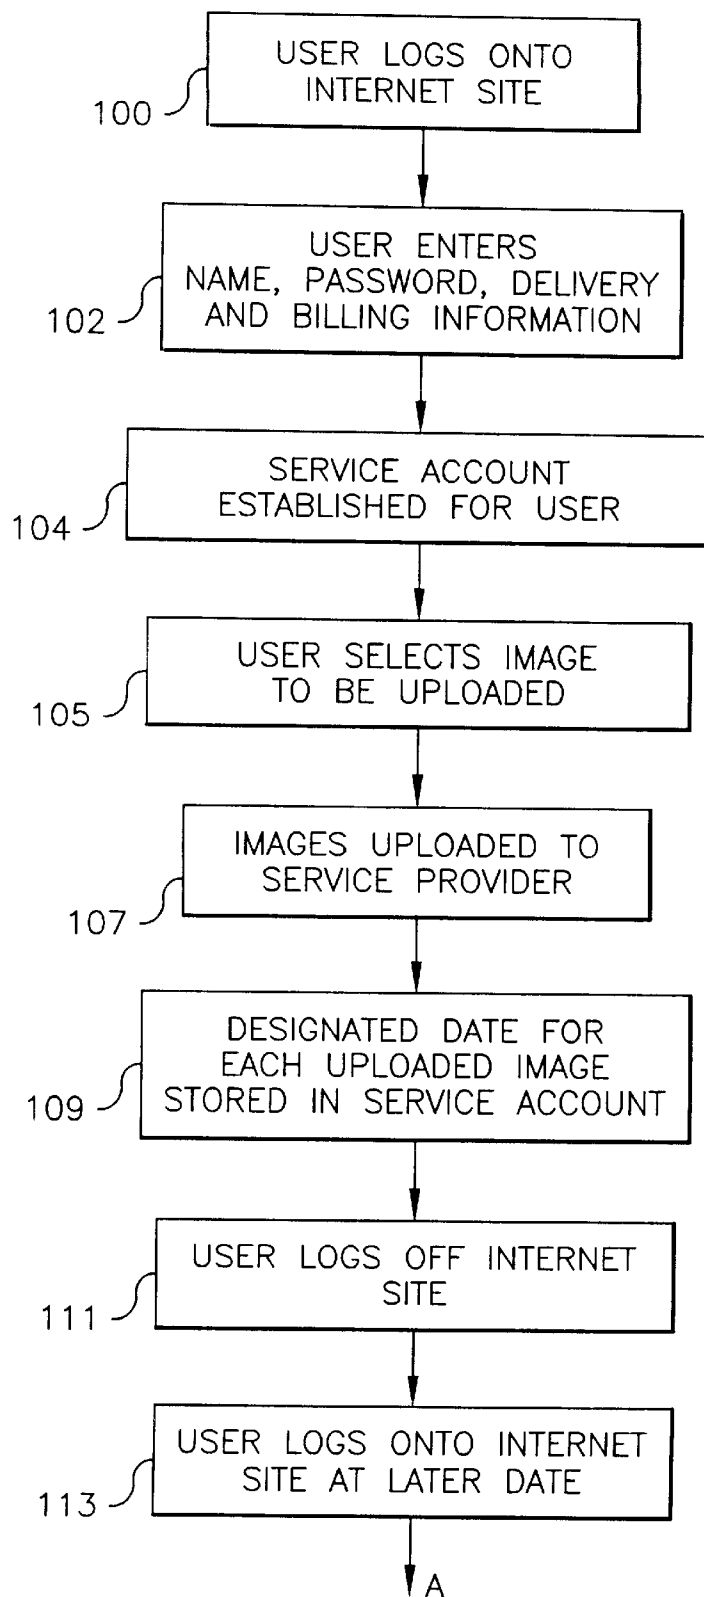 USER LOGS ONTO
INTERNET SITE
100
USER ENTERS
NAME, PASSWORD, DELIVERY
AND BILLING INFORMATION
102
SERVICE ACCOUNT
ESTABLISHED FOR USER
104
USER SELECTS IMAGE
TO BE UPLOADED
105
IMAGES UPLOADED TO
SERVICE PROVIDER
107
DESIGNATED DATE FOR
EACH UPLOADED IMAGE
STORED IN SERVICE ACCOUNT
109
USER LOGS OFF INTERNET
SITE
111
USER LOGS ONTO INTERNET
SITE AT LATER DATE
113
A